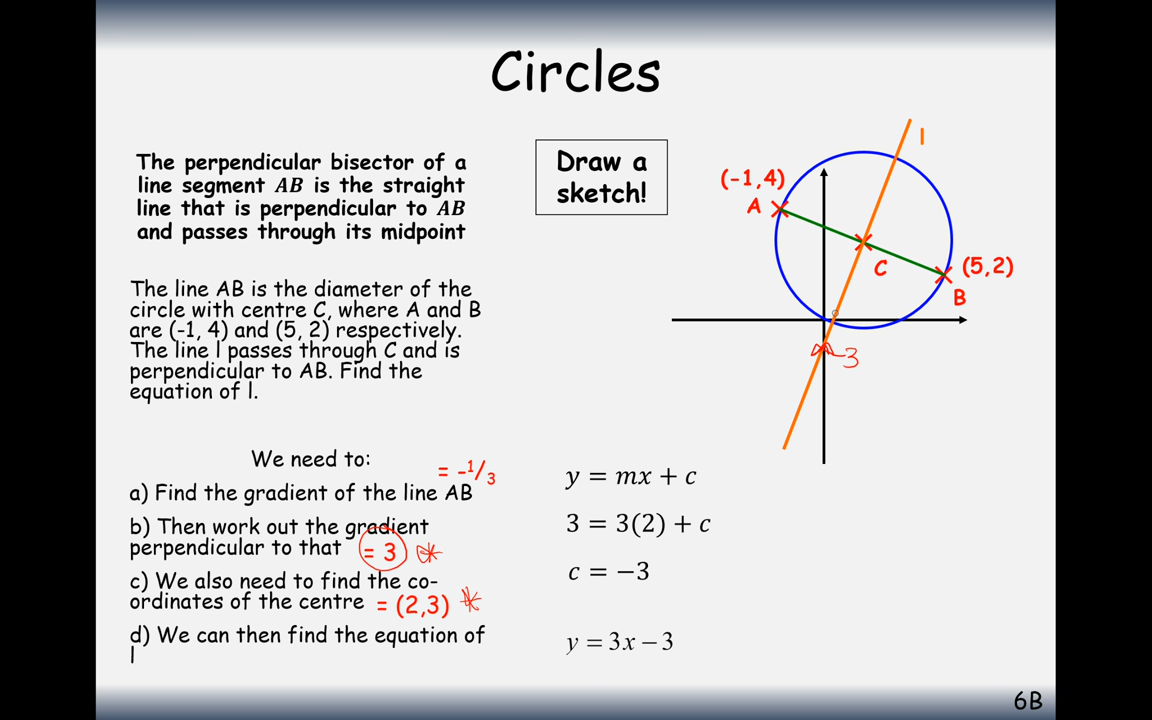 Circles
The perpendicular bisector of a
line segment AB is the straight
line that is perpendicular to AB
and passes through its midpoint
Draw a
sketch!
The line AB is the diameter of the
circle with centre C, where A and B
are (-1, 4) and (5, 2) respectively.
The line l passes through C and is
perpendicular to AB. Find the
equation of l.
l
(-1,4)
A
C
(5,2)
B
-3
We need to:
= -1/3
a) Find the gradient of the line AB
b) Then work out the gradient
perpendicular to that = 3
c) We also need to find the co-
ordinates of the centre = (2,3)
d) We can then find the equation of
l
y = mx + c
3 = 3(2) + c
c = −3
y = 3x − 3
6B